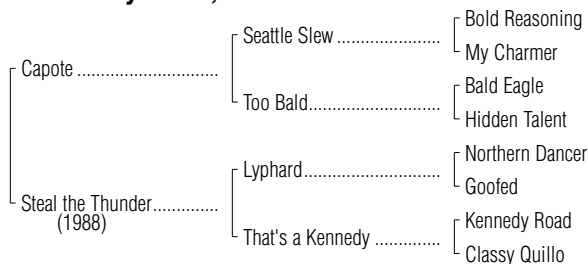 Seattle Slew
Bold Reasoning
My Charmer
Capote
Too Bald
Bald Eagle
Hidden Talent
Lyphard
Northern Dancer
Goofed
Steal the Thunder
(1988)
That's a Kennedy
Kennedy Road
Classy Quillo